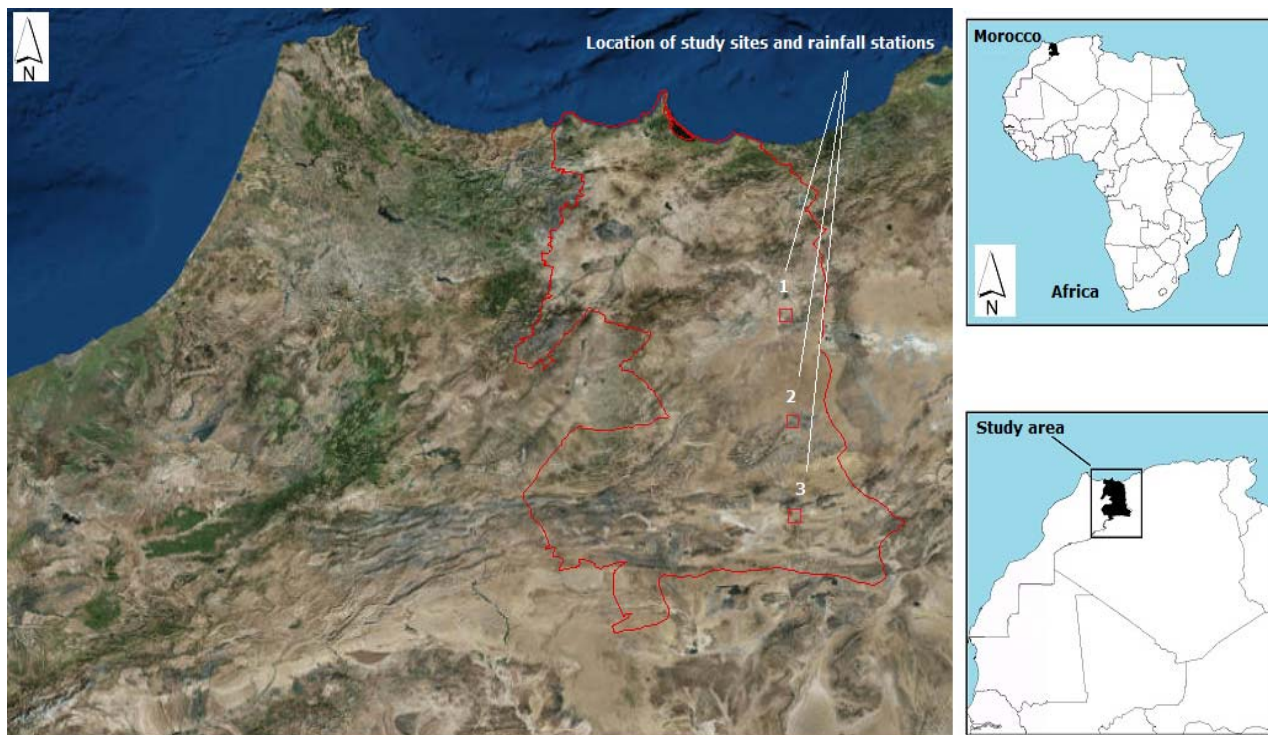 N
Location of study sites and rainfall stations
1
2
3
Morocco
N
Africa
Study area